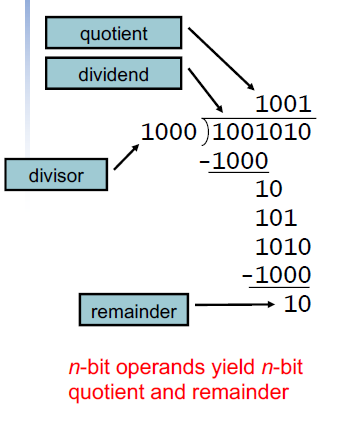 quotient
dividend
1001
1000 )1001010
divisor
-1000
10
101
1010
-1000
remainder
10
n-bit operands yield n-bit
quotient and remainder